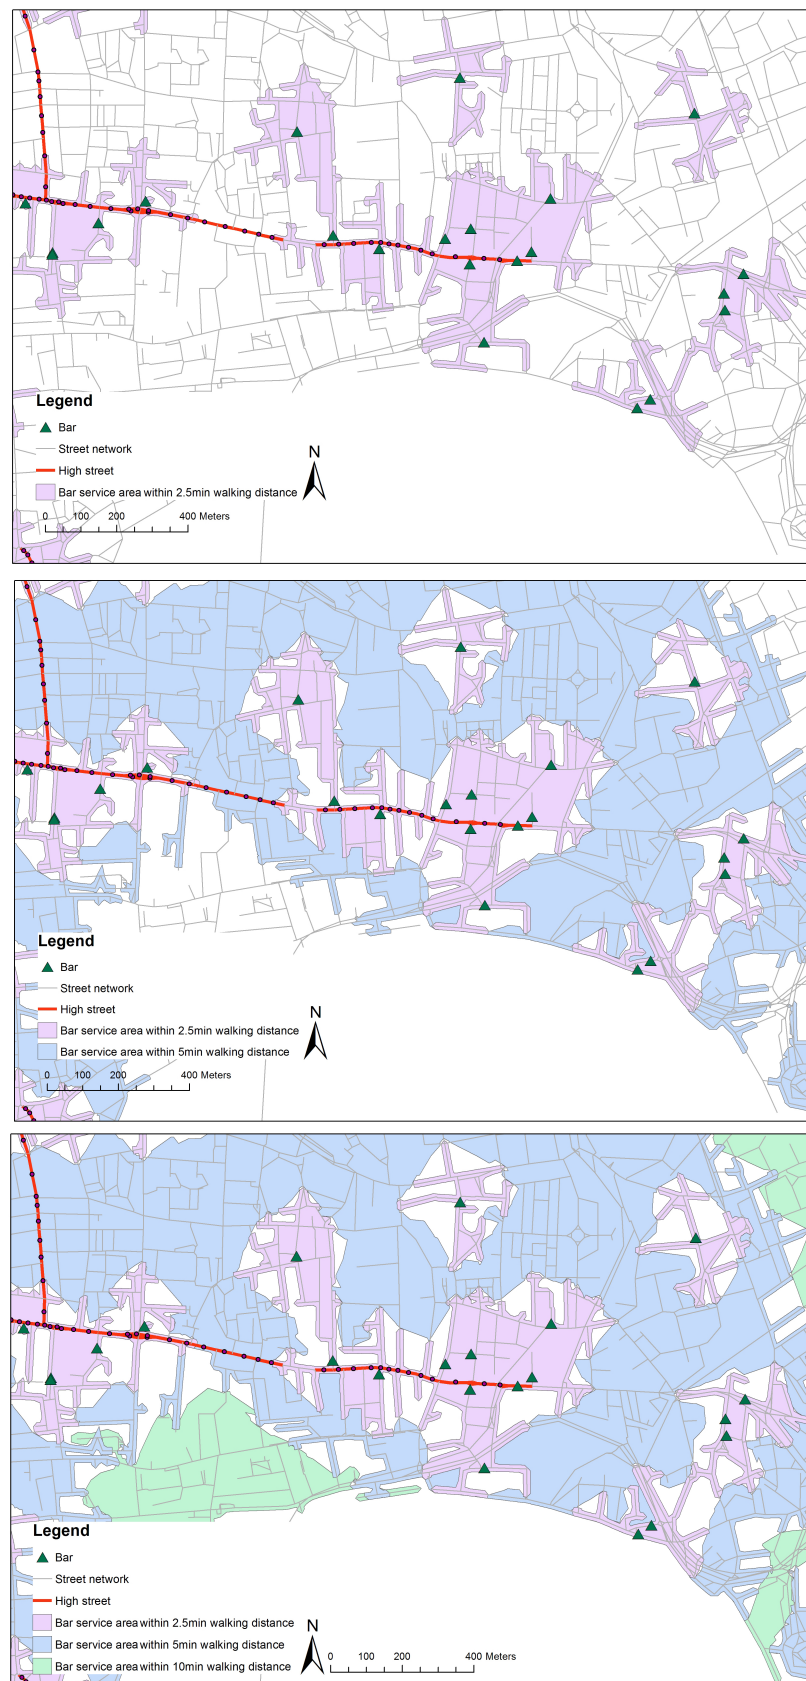 Legend
Bar
Street network
High street
Bar service area within 2.5min walking distance
N
0 100 200 400 Meters
Legend
Bar
Street network
High street
Bar service area within 2.5min walking distance
Bar service area within 5min walking distance
N
0 100 200 400 Meters
Legend
Bar
Street network
High street
Bar service area within 2.5min walking distance
Bar service area within 5min walking distance
Bar service area within 10min walking distance
N
0 100 200 400 Meters